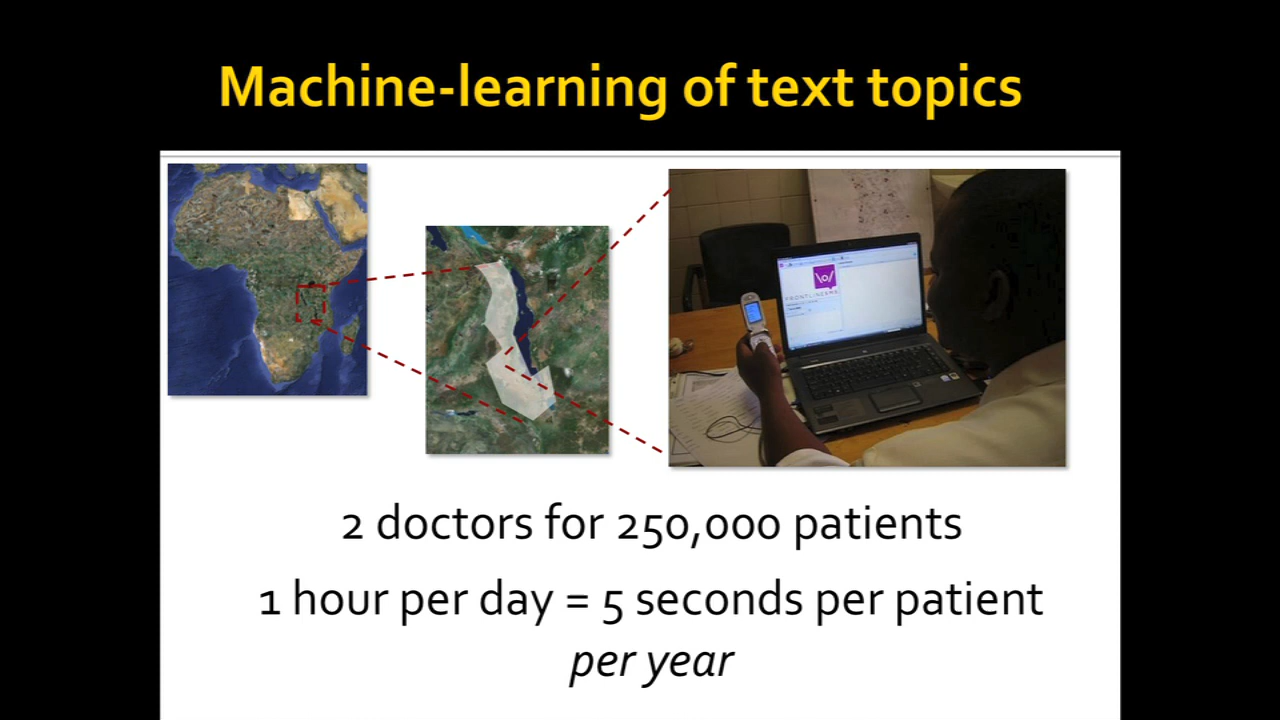 Machine-learning of text topics
\o/
FRONTLINESMS
2 doctors for 250,000 patients
1 hour per day = 5 seconds per patient
per year